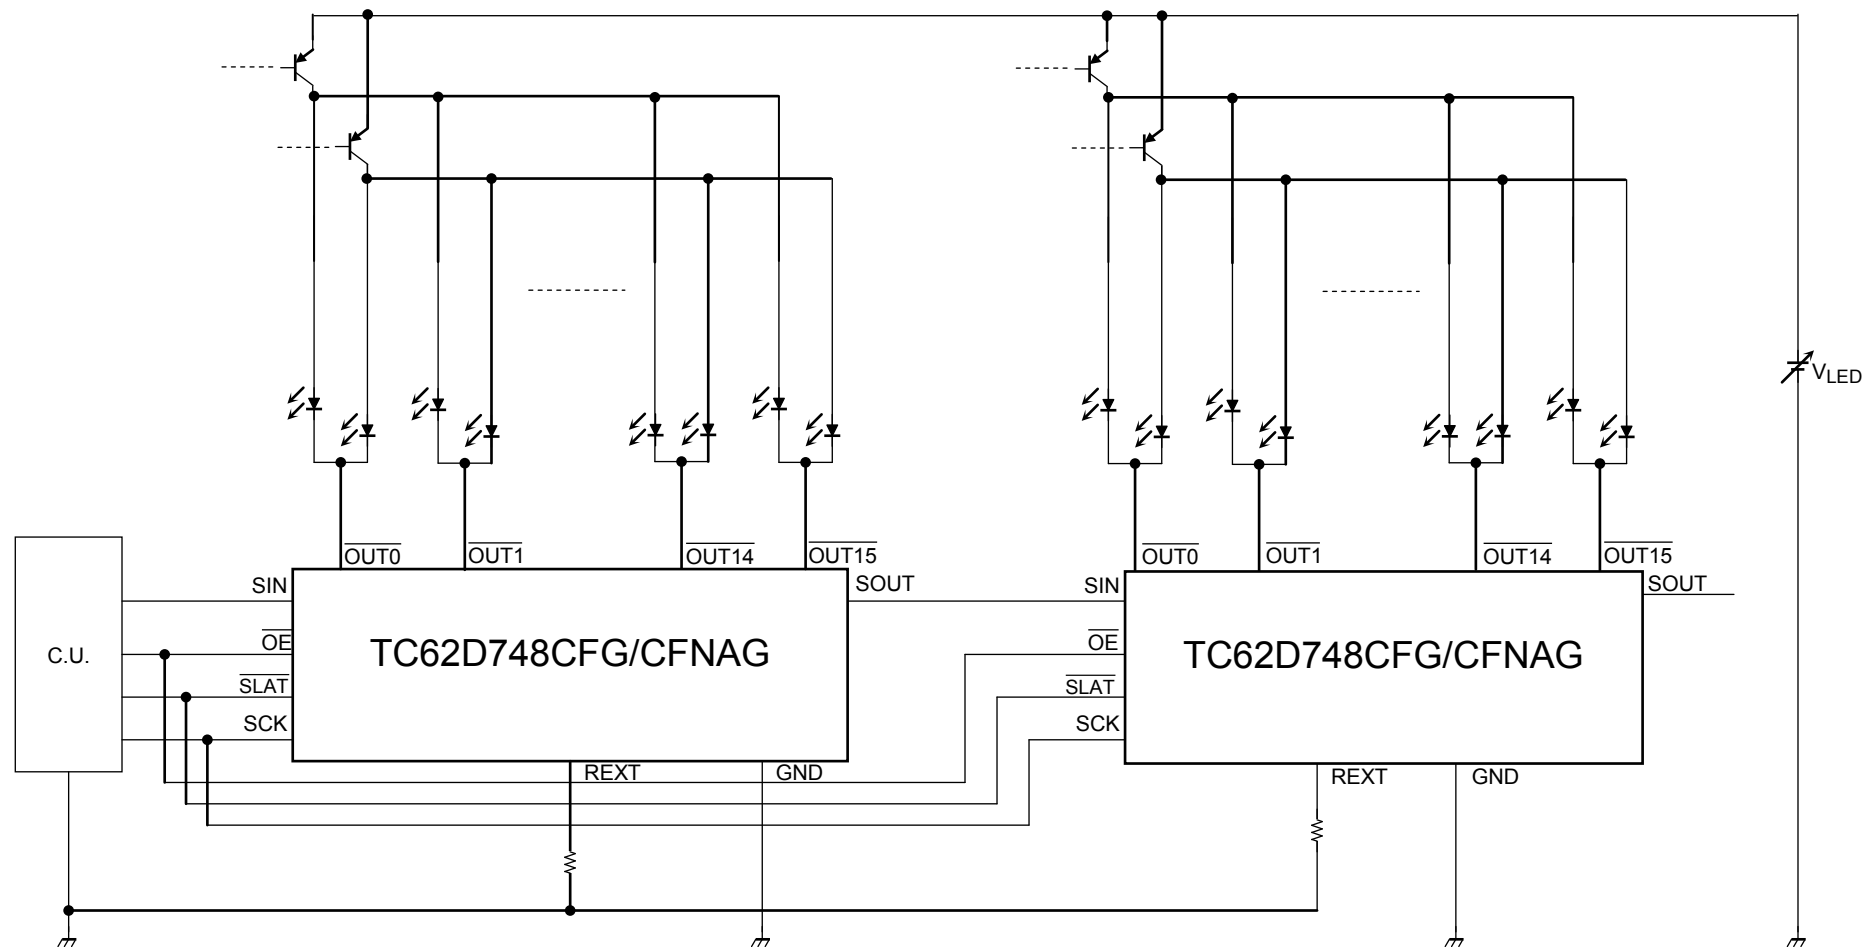 VLED
OUT0
OUT1
OUT14
OUT15
OUT0
OUT1
OUT14
OUT15
SIN
SOUT
SIN
SOUT
C.U.
OE
TC62D748CFG/CFNAG
OE
TC62D748CFG/CFNAG
SLAT
SLAT
SCK
SCK
REXT
GND
REXT
GND